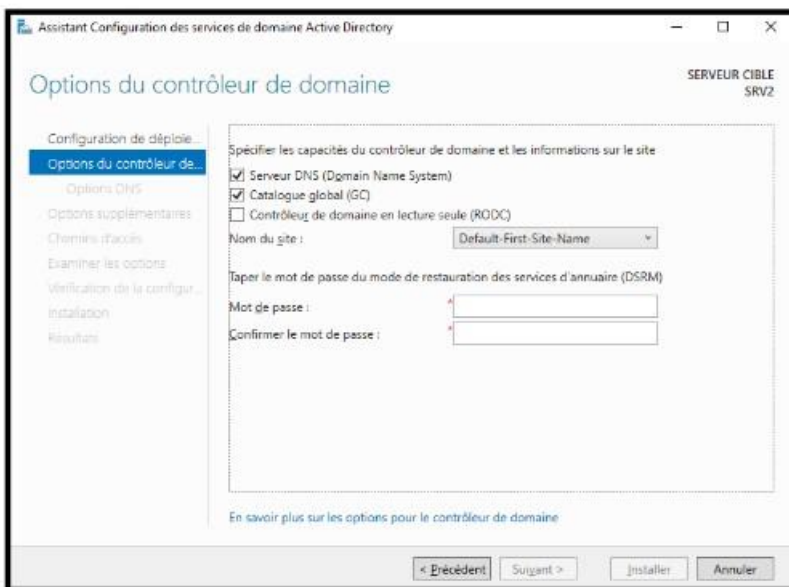 Assistant Configuration des services de domaine Active Directory
Options du contrôleur de domaine
SERVEUR CIBLE
SRV2
Configuration de déploie...
Options du contrôleur de...
Options DNS
Options supplémentaires
Chemins d'accès
Examiner les options
Vérification de la configur...
Installation
Résultats
Spécifier les capacités du contrôleur de domaine et les informations sur le site
Serveur DNS (Domain Name System)
Catalogue global (GC)
Contrôleur de domaine en lecture seule (RODC)
Nom du site :
Default-First-Site-Name
Taper le mot de passe du mode de restauration des services d'annuaire (DSRM)
Mot de passe :
*
Confirmer le mot de passe :
*
En savoir plus sur les options pour le contrôleur de domaine
< Précédent
Suivant >
Installer
Annuler